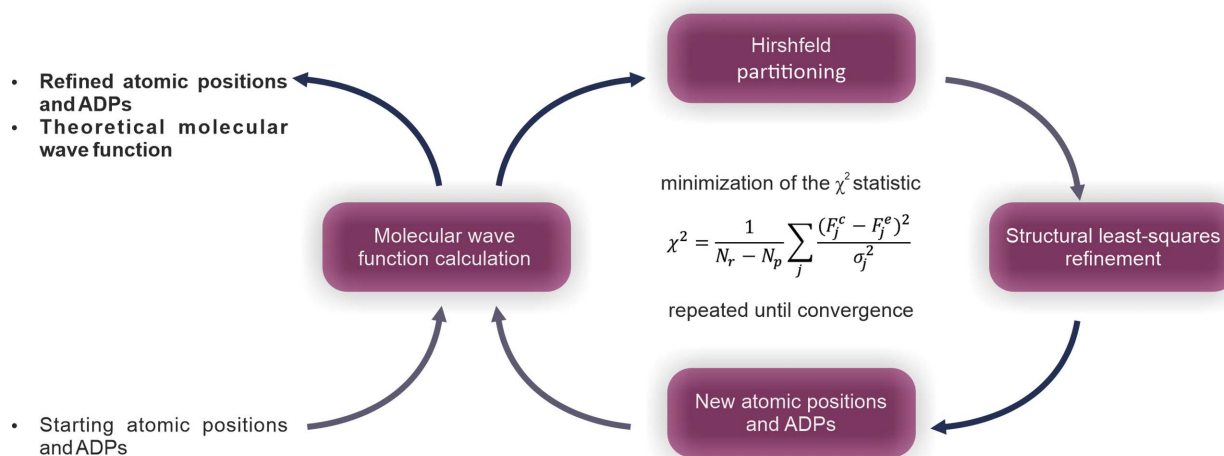 • Refined atomic positions
and ADPs
• Theoretical molecular
wave function
Hirshfeld
partitioning
Molecular wave
function calculation
minimization of the χ² statistic
χ² = 1 / (N_r − N_p) ∑_j (F_j^c − F_j^e)² / σ_j²
repeated until convergence
Structural least-squares
refinement
New atomic positions
and ADPs
• Starting atomic positions
and ADPs